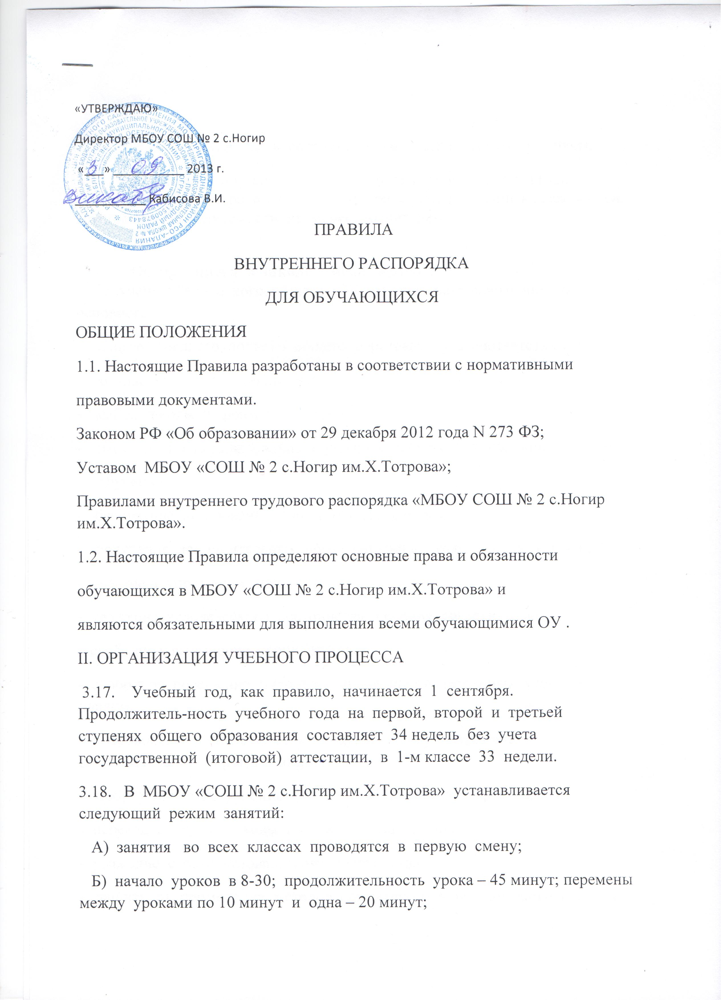 «УТВЕРЖДАЮ»
Директор МБОУ СОШ № 2 с.Ногир
«3» 09 2013 г.
Кабисова В.И.
ПРАВИЛА
ВНУТРЕННЕГО РАСПОРЯДКА
ДЛЯ ОБУЧАЮЩИХСЯ
ОБЩИЕ ПОЛОЖЕНИЯ
1.1. Настоящие Правила разработаны в соответствии с нормативными
правовыми документами.
Законом РФ «Об образовании» от 29 декабря 2012 года N 273 ФЗ;
Уставом МБОУ «СОШ № 2 с.Ногир им.Х.Тотрова»;
Правилами внутреннего трудового распорядка «МБОУ СОШ № 2 с.Ногир
им.Х.Тотрова».
1.2. Настоящие Правила определяют основные права и обязанности
обучающихся в МБОУ «СОШ № 2 с.Ногир им.Х.Тотрова» и
являются обязательными для выполнения всеми обучающимися ОУ .
II. ОРГАНИЗАЦИЯ УЧЕБНОГО ПРОЦЕССА
3.17. Учебный год, как правило, начинается 1 сентября.
Продолжитель-ность учебного года на первой, второй и третьей
ступенях общего образования составляет 34 недель без учета
государственной (итоговой) аттестации, в 1-м классе 33 недели.
3.18. В МБОУ «СОШ № 2 с.Ногир им.Х.Тотрова» устанавливается
следующий режим занятий:
А) занятия во всех классах проводятся в первую смену;
Б) начало уроков в 8-30; продолжительность урока – 45 минут; перемены
между уроками по 10 минут и одна – 20 минут;